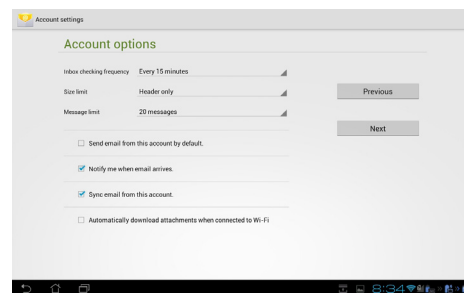 Account settings
Account options
Inbox checking frequency Every 15 minutes
Size limit Header only
Previous
Message limit 20 messages
Next
Send email from this account by default.
Notify me when email arrives.
Sync email from this account.
Automatically download attachments when connected to Wi-Fi
8:34